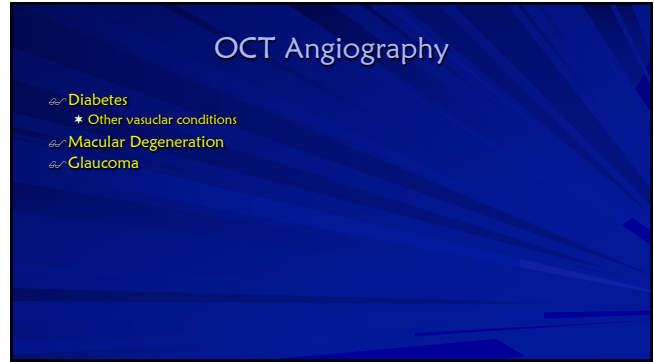 OCT Angiography
Diabetes
Other vasuclar conditions
Macular Degeneration
Glaucoma